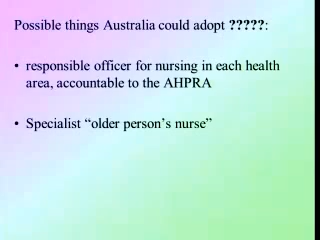 Possible things Australia could adopt ?????:
• responsible officer for nursing in each health
area, accountable to the AHPRA
• Specialist “older person’s nurse”